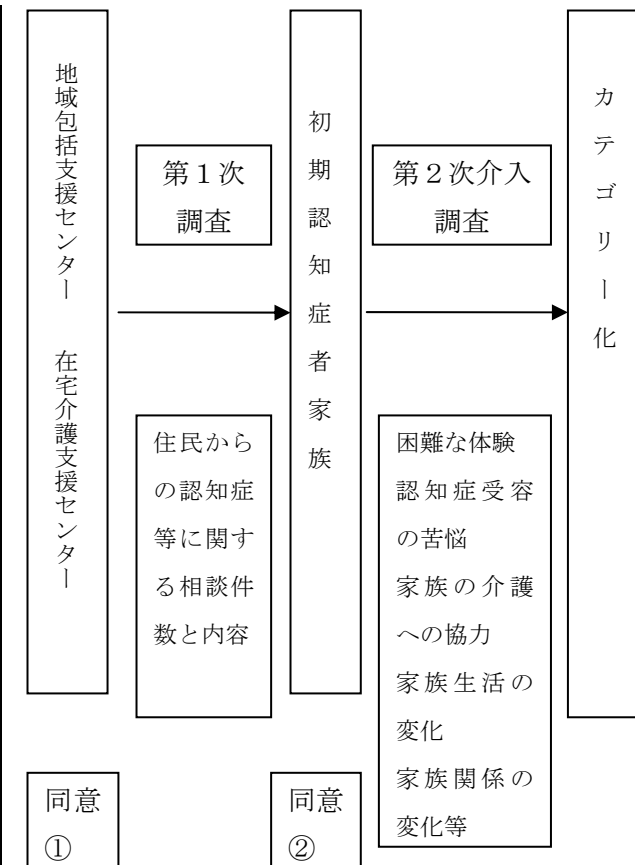 地域包括支援センター　在宅介護支援センター
第１次
調査
住民から
の認知症
等に関す
る相談件
数と内容
初期認知症者家族
第２次介入
調査
困難な体験
認知症受容
の苦悩
家族の介護
への協力
家族生活の
変化
家族関係の
変化等
カテゴリー化
同意
①
同意
②